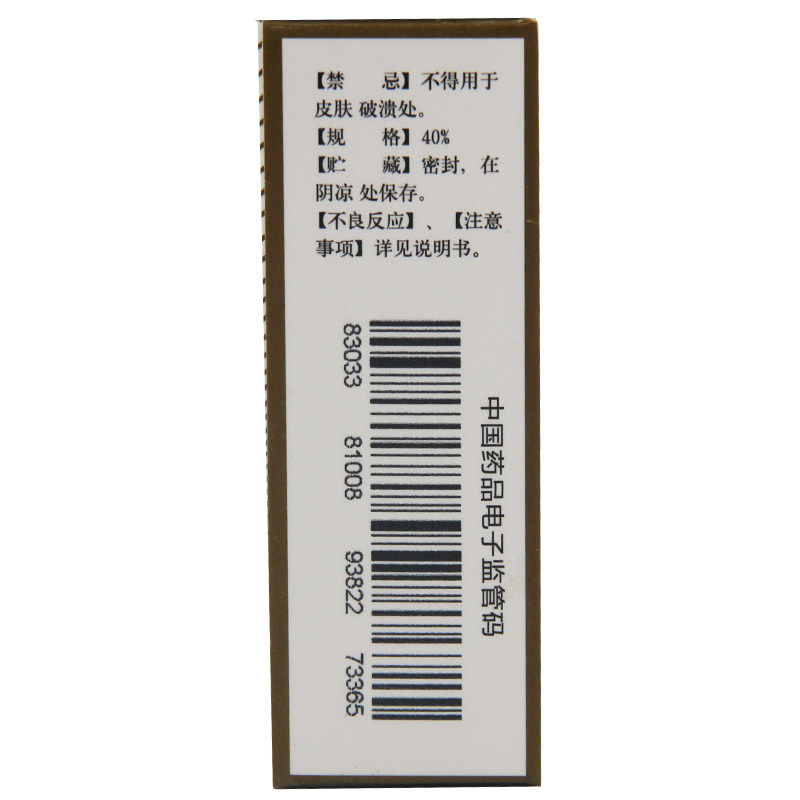 【禁 忌】不得用于
皮肤 破溃处。
【规 格】40%
【贮 藏】密封，在
阴凉 处保存。
【不良反应】、【注意
事项】详见说明书。
中国药品电子监管码
83033 81008 93822 73365